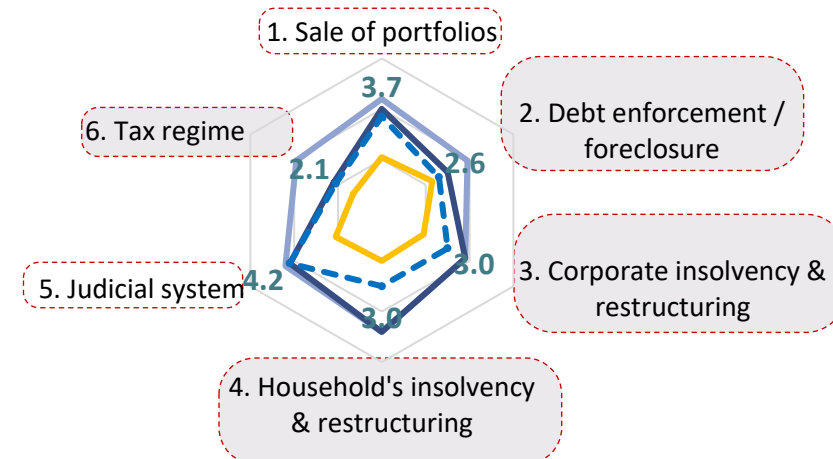 1. Sale of portfolios
3.7
2. Debt enforcement /
foreclosure
6. Tax regime
2.1
2.6
3. Corporate insolvency &
restructuring
3.0
5. Judicial system
4.2
3.0
4. Household's insolvency
& restructuring